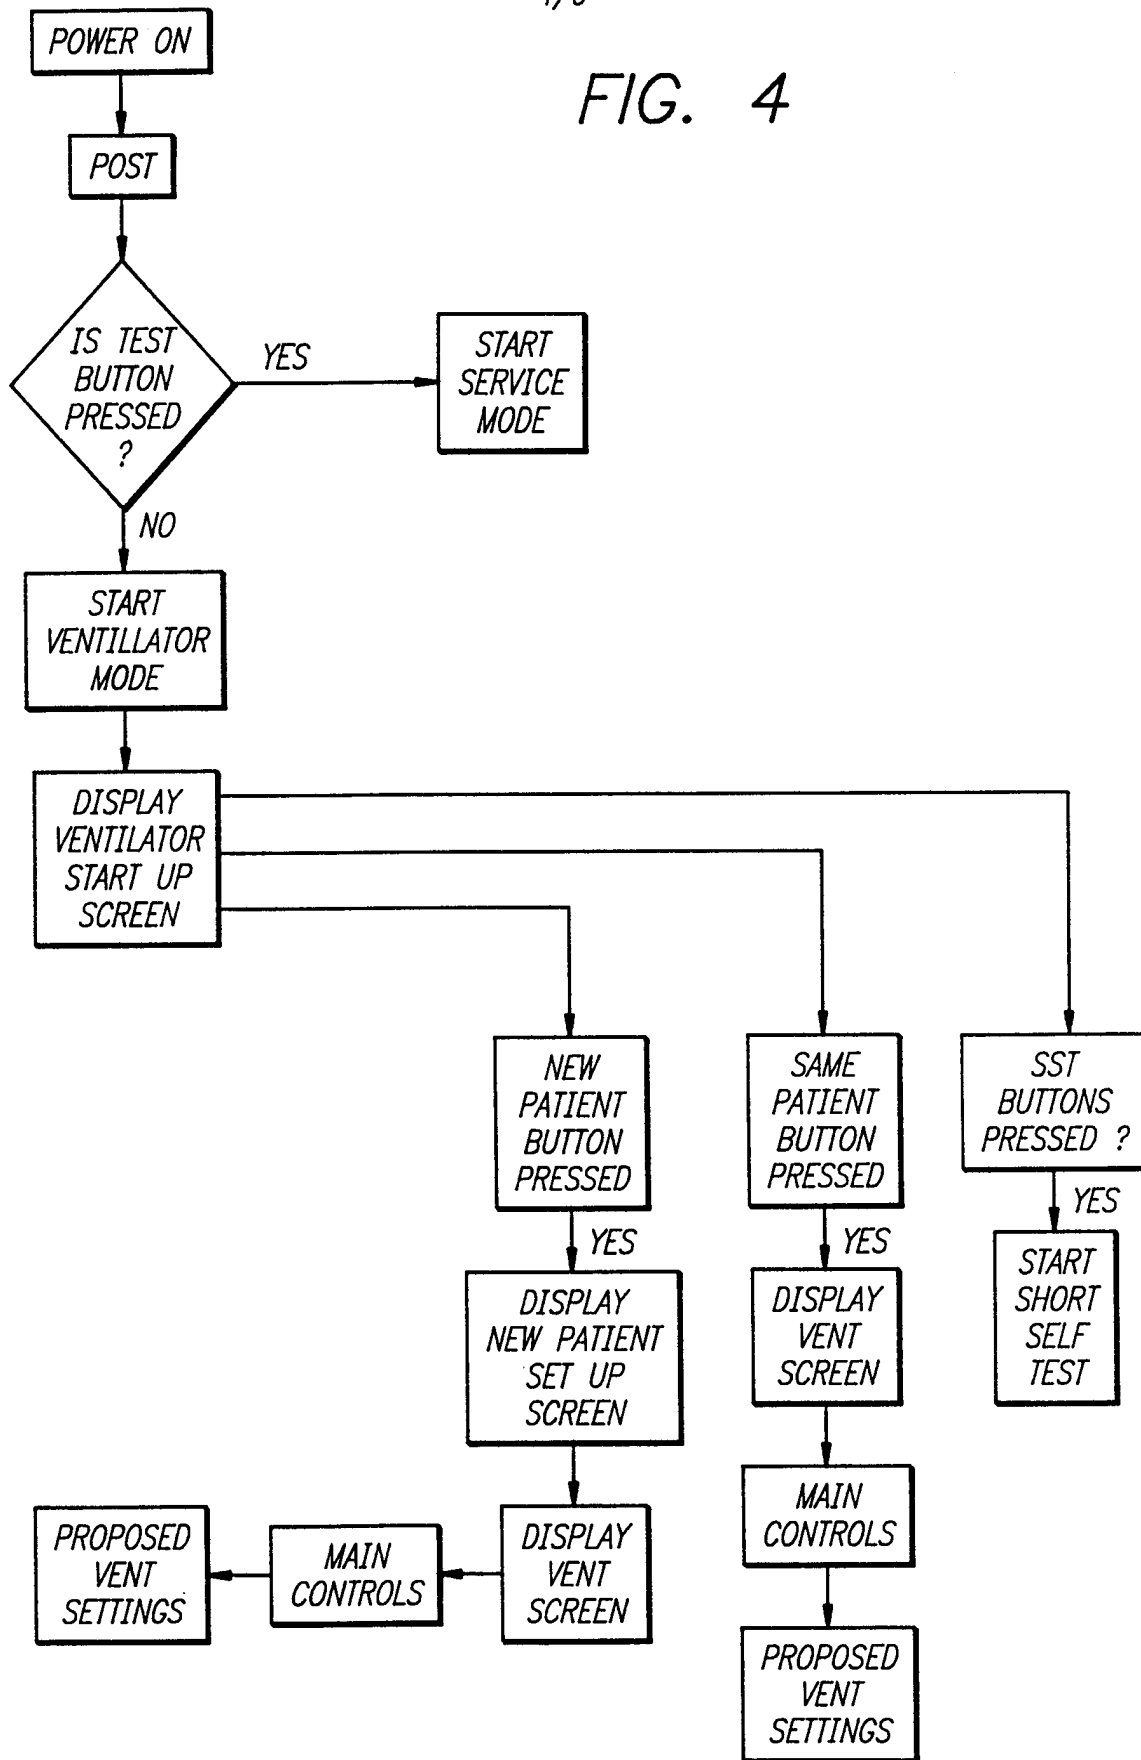 FIG. 4
POWER ON
POST
IS TEST
BUTTON
PRESSED
?
YES
START
SERVICE
MODE
NO
START
VENTILLATOR
MODE
DISPLAY
VENTILATOR
START UP
SCREEN
NEW
PATIENT
BUTTON
PRESSED
YES
DISPLAY
NEW PATIENT
SET UP
SCREEN
DISPLAY
VENT
SCREEN
MAIN
CONTROLS
PROPOSED
VENT
SETTINGS
SAME
PATIENT
BUTTON
PRESSED
YES
DISPLAY
VENT
SCREEN
MAIN
CONTROLS
PROPOSED
VENT
SETTINGS
SST
BUTTONS
PRESSED ?
YES
START
SHORT
SELF
TEST